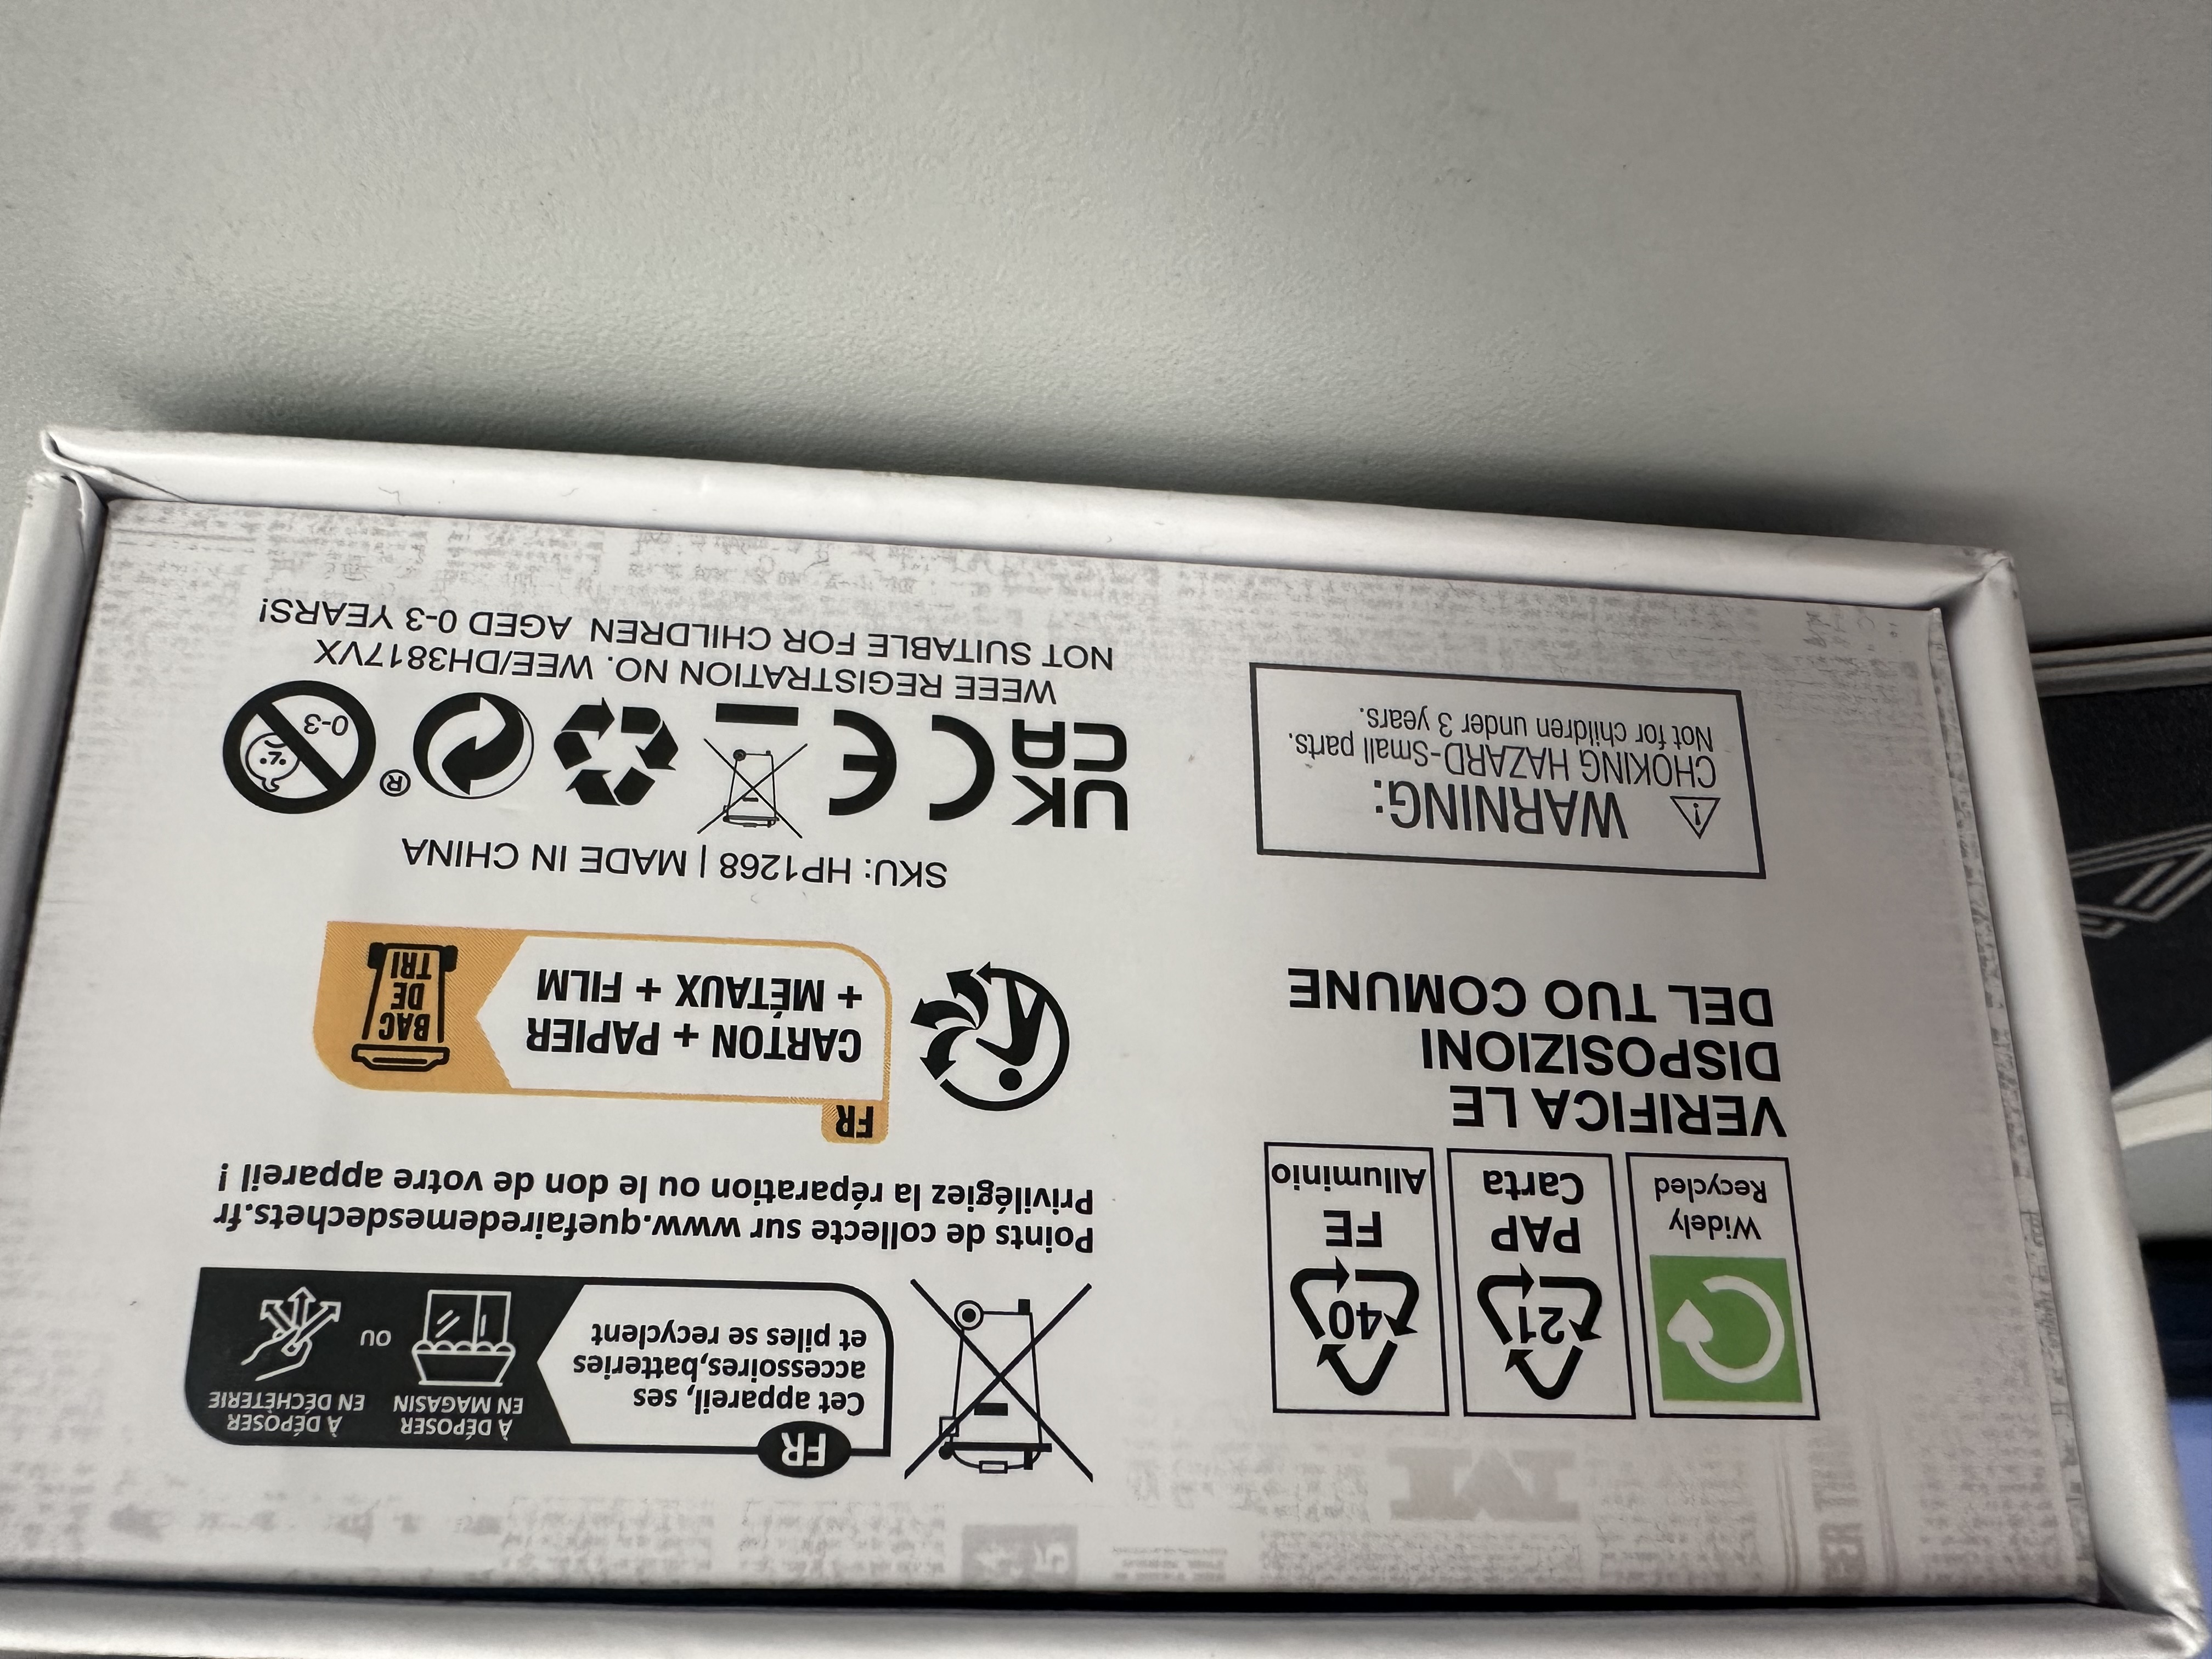 Widely
Recycled
21
PAP
Carta
40
FE
Alluminio
VERIFICA LE
DISPOSIZIONI
DEL TUO COMUNE
WARNING:
CHOKING HAZARD-Small parts.
Not for children under 3 years.
FR
Cet appareil, ses
accessoires,batteries
et piles se recyclent
À DÉPOSER
EN MAGASIN
OU
À DÉPOSER
EN DÉCHÈTERIE
Points de collecte sur www.quefairedemesdechets.fr
Privilégiez la réparation ou le don de votre appareil !
FR
CARTON + PAPIER
+ MÉTAUX + FILM
BAC
DE
TRI
SKU: HP1268 | MADE IN CHINA
UK
CA
CE
®
0-3
WEEE REGISTRATION NO. WEE/DH3817VX
NOT SUITABLE FOR CHILDREN AGED 0-3 YEARS!